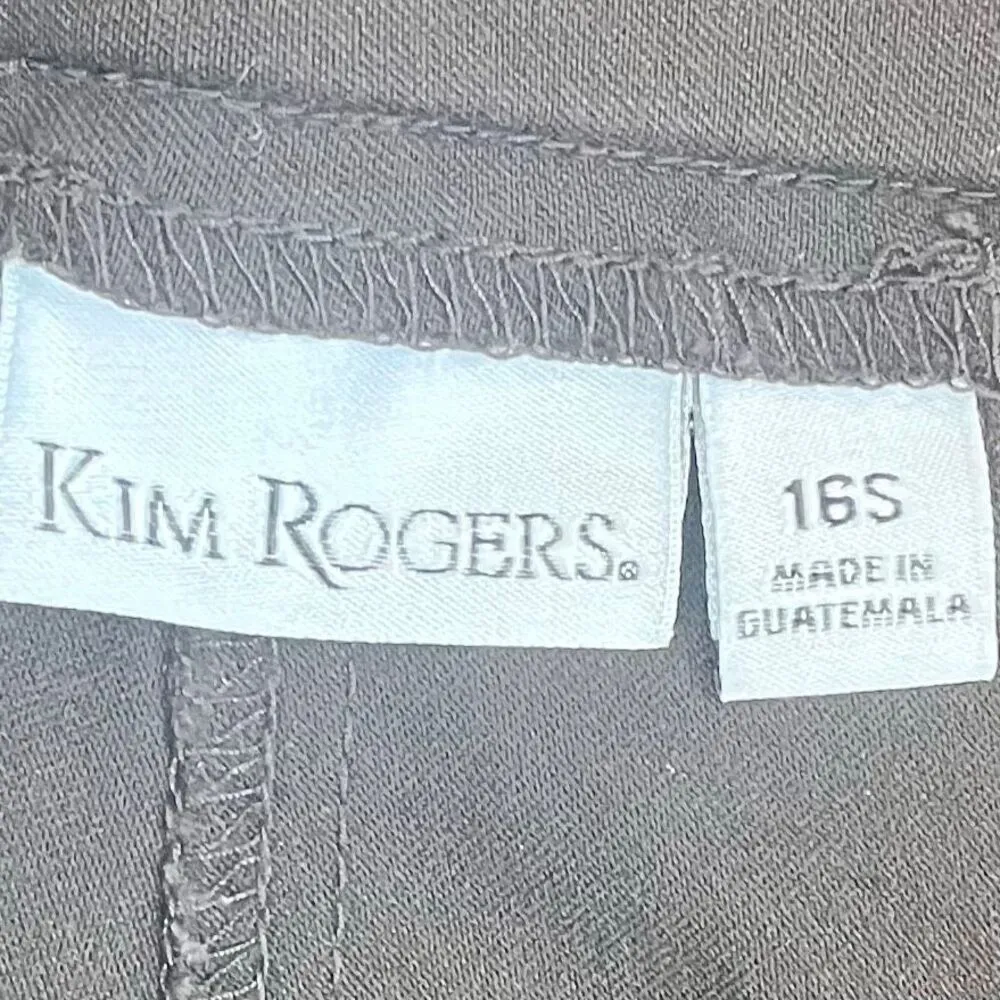 KIM ROGERS®
16S
MADE IN
GUATEMALA